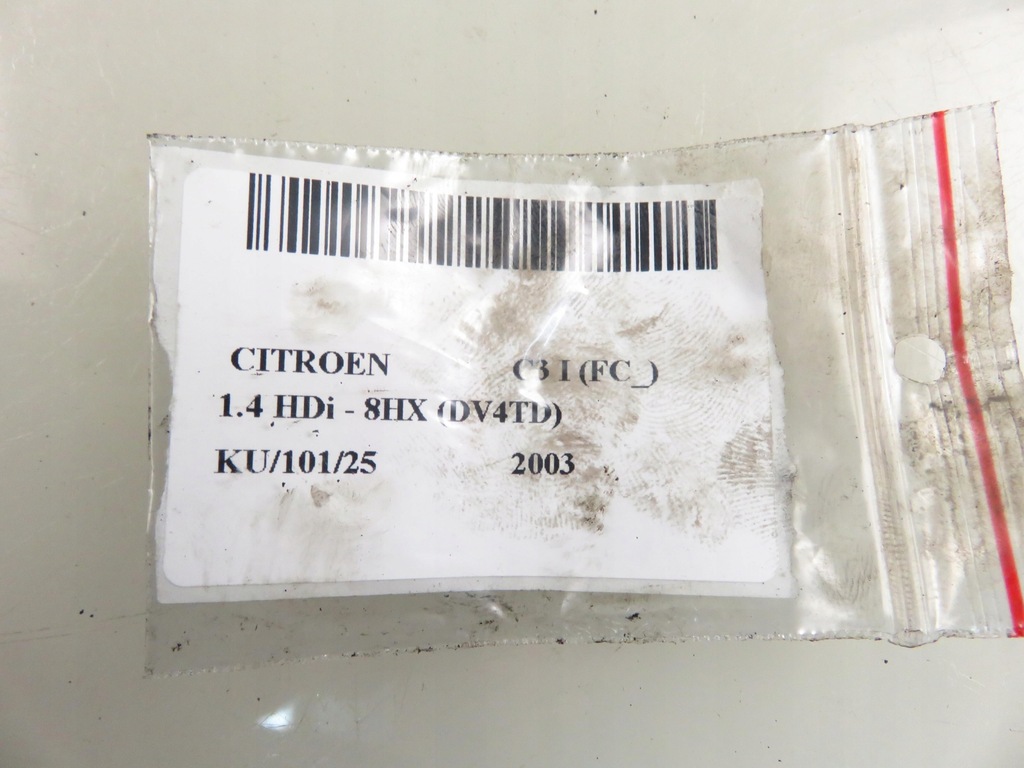 CITROEN C3 I (FC_)
1.4 HDi - 8HX (DV4TD)
KU/101/25 2003